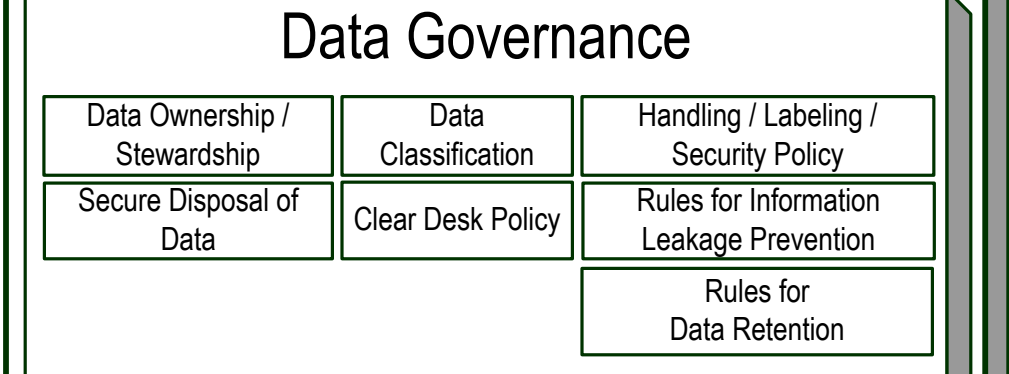 Data Governance
Data Ownership /
Stewardship
Data
Classification
Handling / Labeling /
Security Policy
Secure Disposal of
Data
Clear Desk Policy
Rules for Information
Leakage Prevention
Rules for
Data Retention